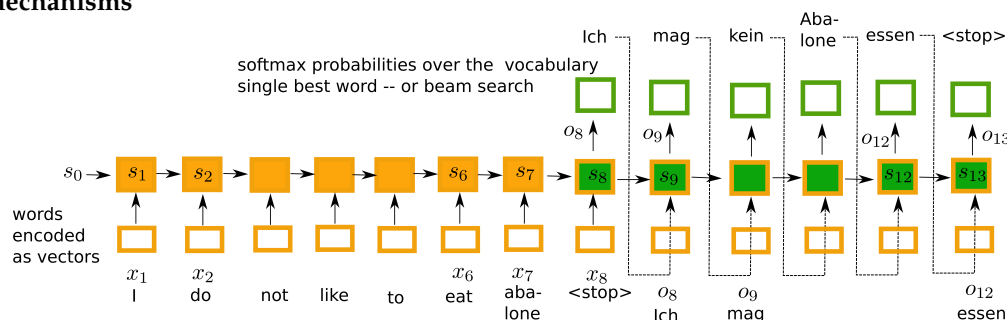 mechanisms
Ich mag kein Aba-lone essen <stop>
softmax probabilities over the vocabulary
single best word -- or beam search
o8 o9 o12 o13
s0 s1 s2 s6 s7 s8 s9 s12 s13
words
encoded
as vectors
x1 x2 x6 x7 x8 o8 o9 o12
I do not like to eat aba-lone <stop> Ich mag essen